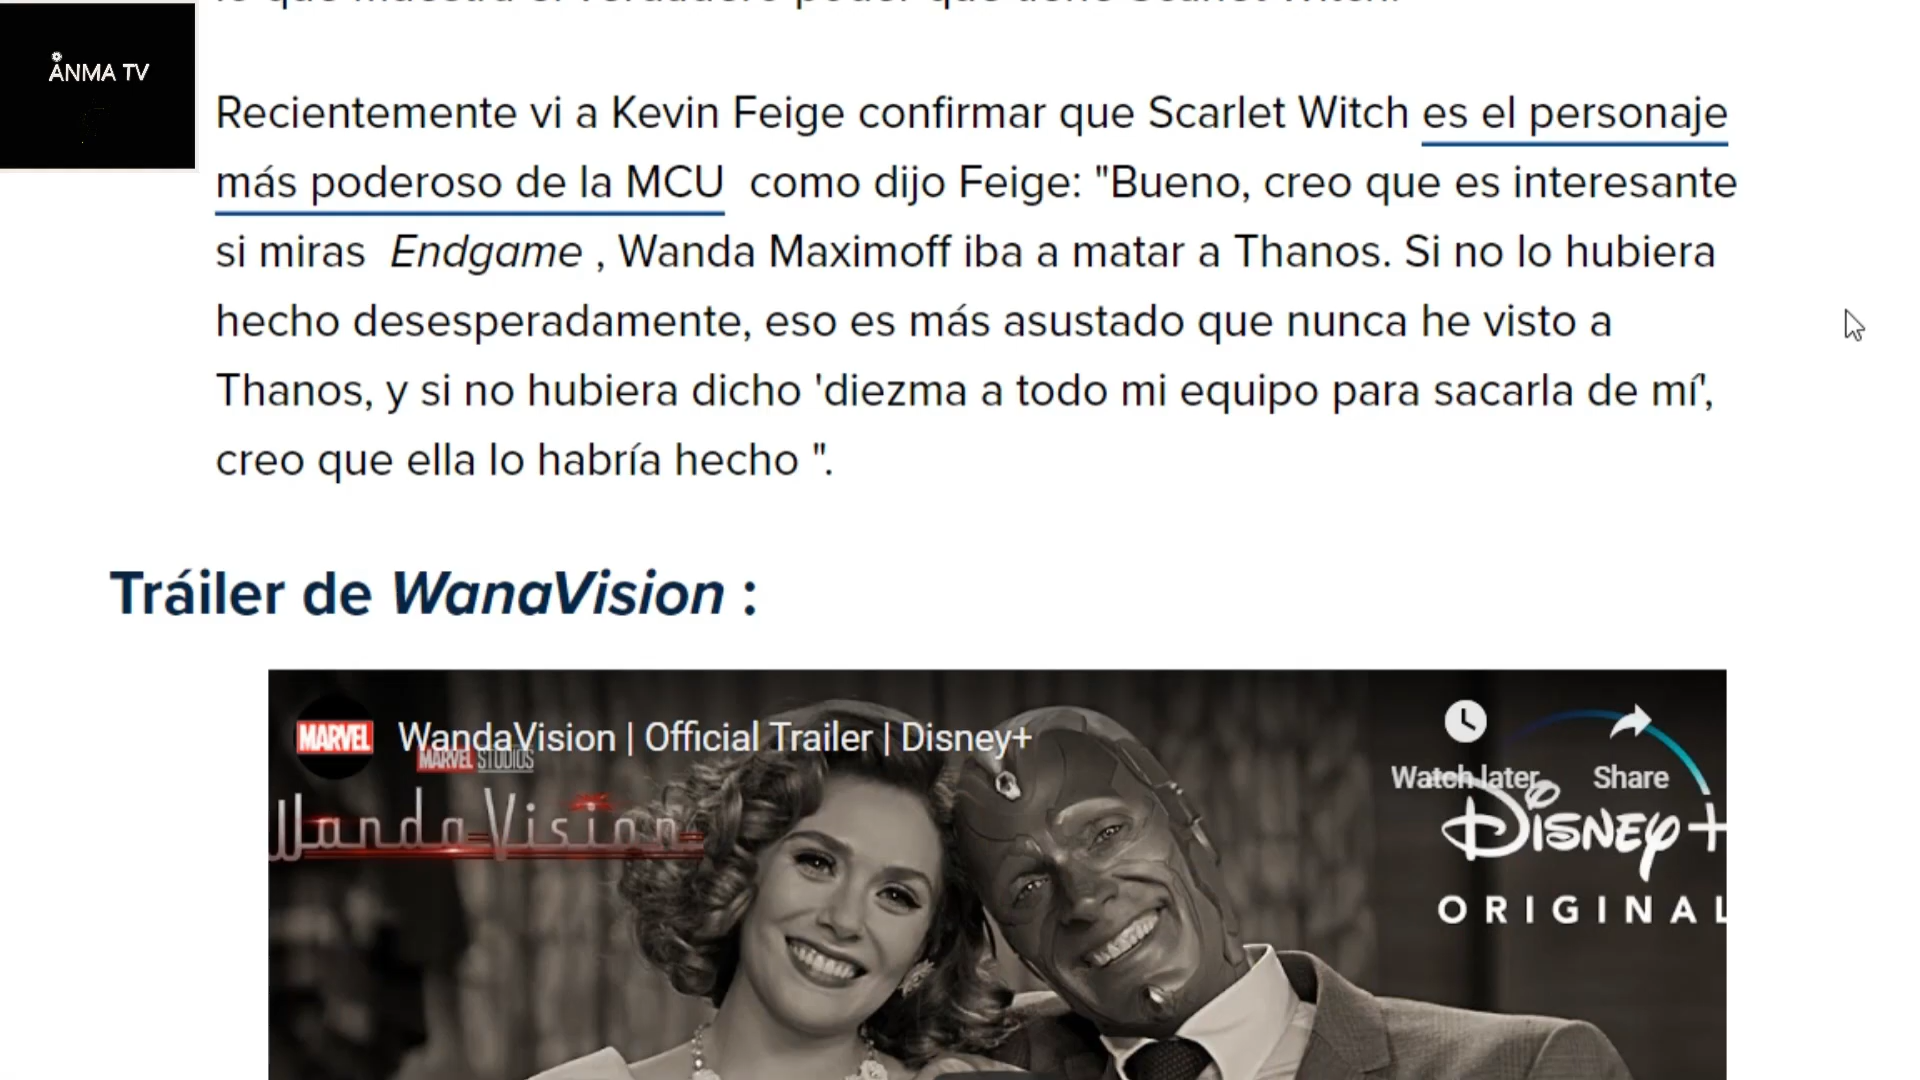 ANMA TV
Recientemente vi a Kevin Feige confirmar que Scarlet Witch es el personaje
más poderoso de la MCU como dijo Feige: "Bueno, creo que es interesante
si miras Endgame , Wanda Maximoff iba a matar a Thanos. Si no lo hubiera
hecho desesperadamente, eso es más asustado que nunca he visto a
Thanos, y si no hubiera dicho 'diezma a todo mi equipo para sacarla de mí',
creo que ella lo habría hecho ".
Tráiler de WanaVision :
MARVEL WandaVision | Official Trailer | Disney+
MARVEL STUDIOS
WandaVision
Watch later Share
DISNEY+
ORIGINAL